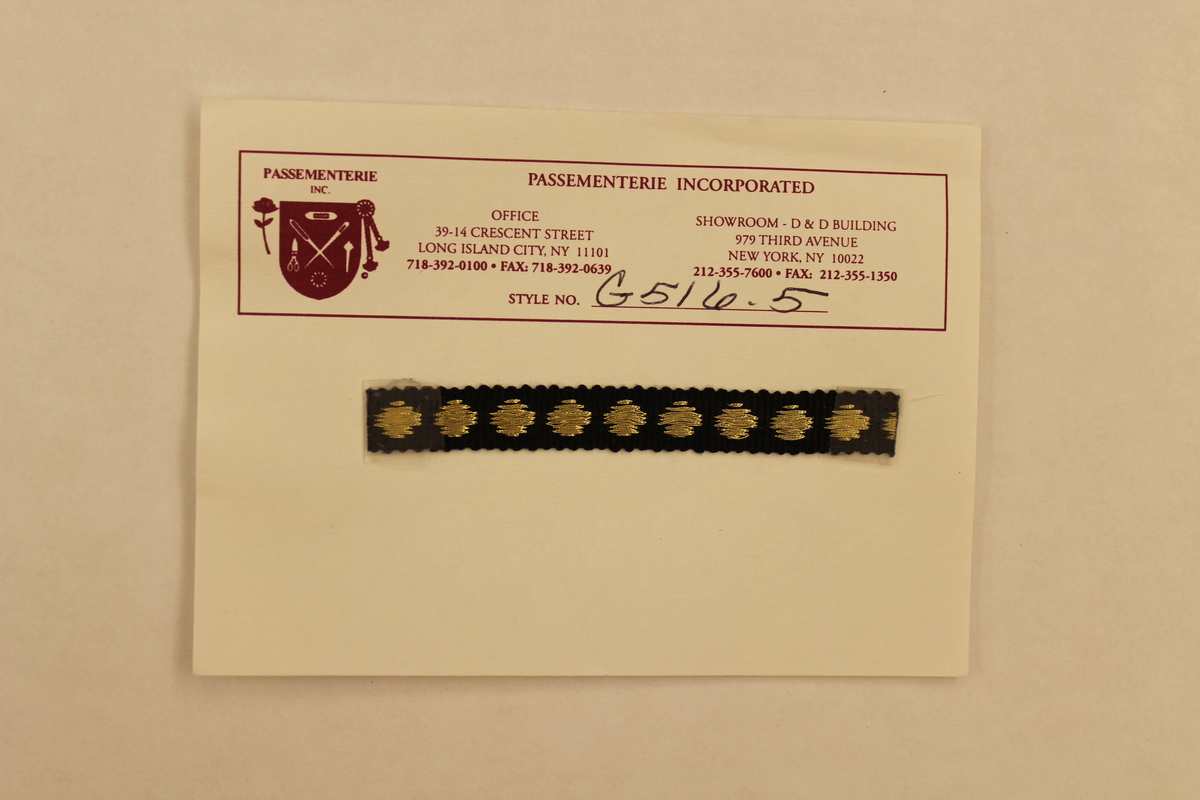 PASSEMENTERIE
INC.
PASSEMENTERIE INCORPORATED
OFFICE
39-14 CRESCENT STREET
LONG ISLAND CITY, NY 11101
718-392-0100 • FAX: 718-392-0639
SHOWROOM - D & D BUILDING
979 THIRD AVENUE
NEW YORK, NY 10022
212-355-7600 • FAX: 212-355-1350
STYLE NO. G516.5